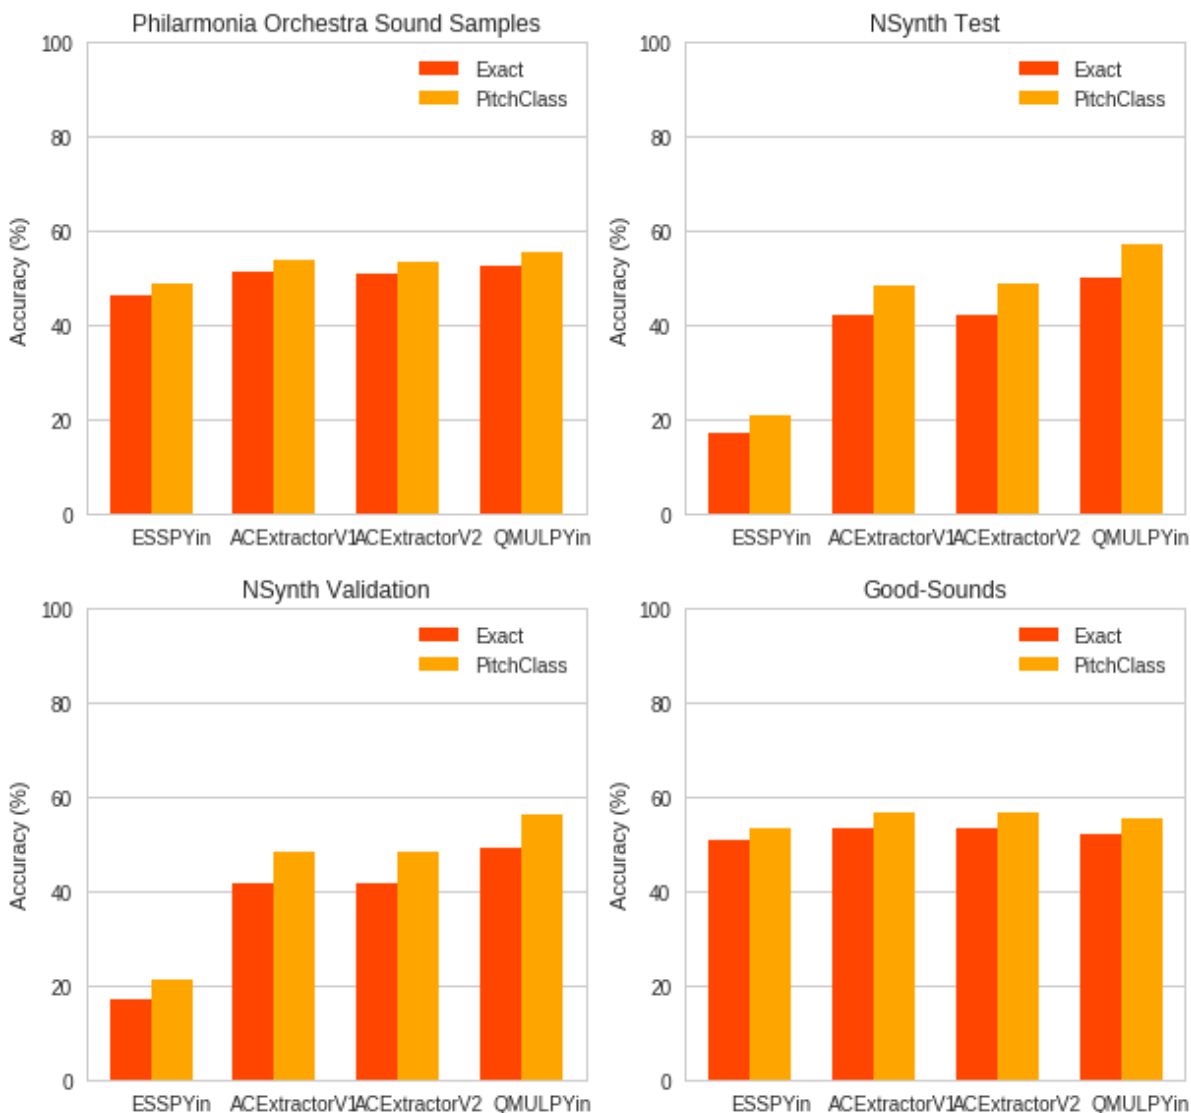 Philarmonia Orchestra Sound Samples
100
80
60
40
20
0
Accuracy (%)
Exact
PitchClass
ESSPYin ACExtractorV1 ACExtractorV2 QMULPYin
NSynth Test
100
80
60
40
20
0
Accuracy (%)
Exact
PitchClass
ESSPYin ACExtractorV1 ACExtractorV2 QMULPYin
NSynth Validation
100
80
60
40
20
0
Accuracy (%)
Exact
PitchClass
ESSPYin ACExtractorV1 ACExtractorV2 QMULPYin
Good-Sounds
100
80
60
40
20
0
Accuracy (%)
Exact
PitchClass
ESSPYin ACExtractorV1 ACExtractorV2 QMULPYin